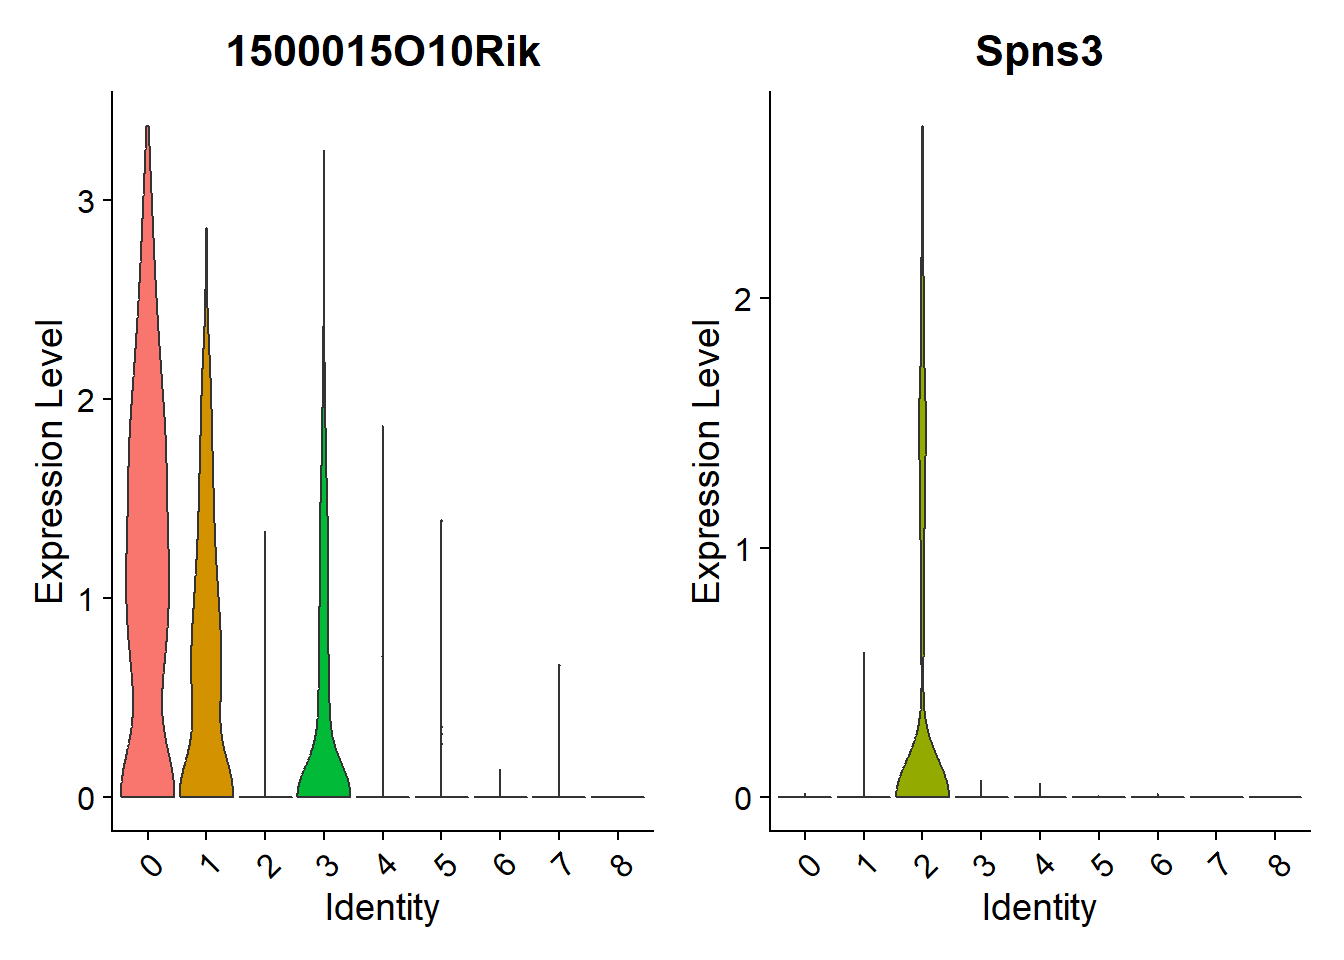 1500015O10Rik
Expression Level
3
2
1
0
0 1 2 3 4 5 6 7 8
Identity
Spns3
Expression Level
2
1
0
0 1 2 3 4 5 6 7 8
Identity